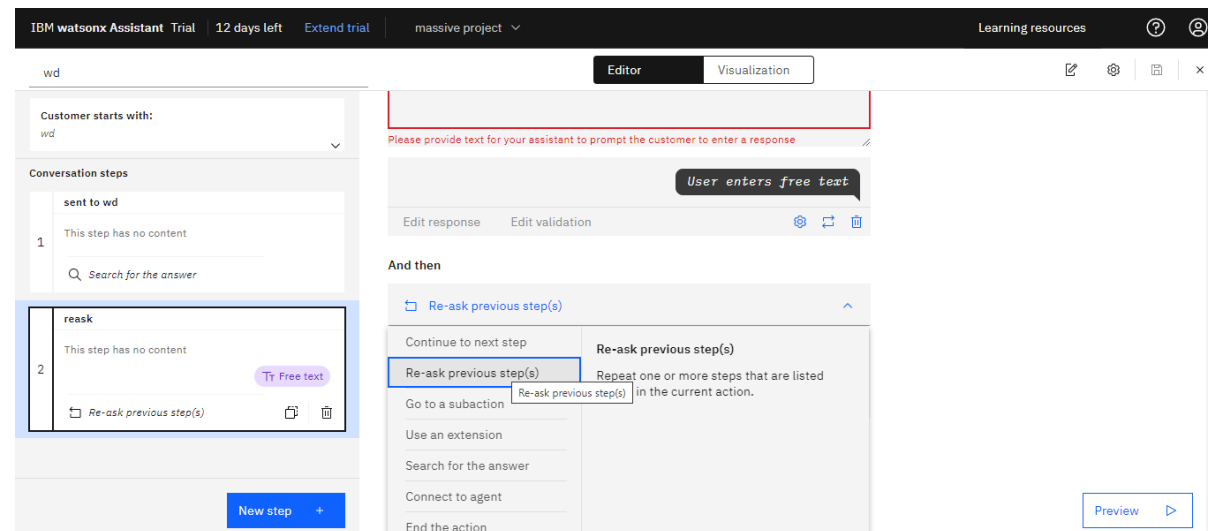 IBM watsonx Assistant Trial 12 days left Extend trial massive project Learning resources
wd Editor Visualization
Customer starts with:
wd
Conversation steps
sent to wd
1
This step has no content
Search for the answer
reask
2
This step has no content
Tт Free text
Re-ask previous step(s)
New step +
Please provide text for your assistant to prompt the customer to enter a response
User enters free text
Edit response Edit validation
And then
Re-ask previous step(s)
Continue to next step
Re-ask previous step(s)
Go to a subaction
Use an extension
Search for the answer
Connect to agent
End the action
Re-ask previous step(s)
Repeat one or more steps that are listed
in the current action.
Re-ask previous step(s)
Preview